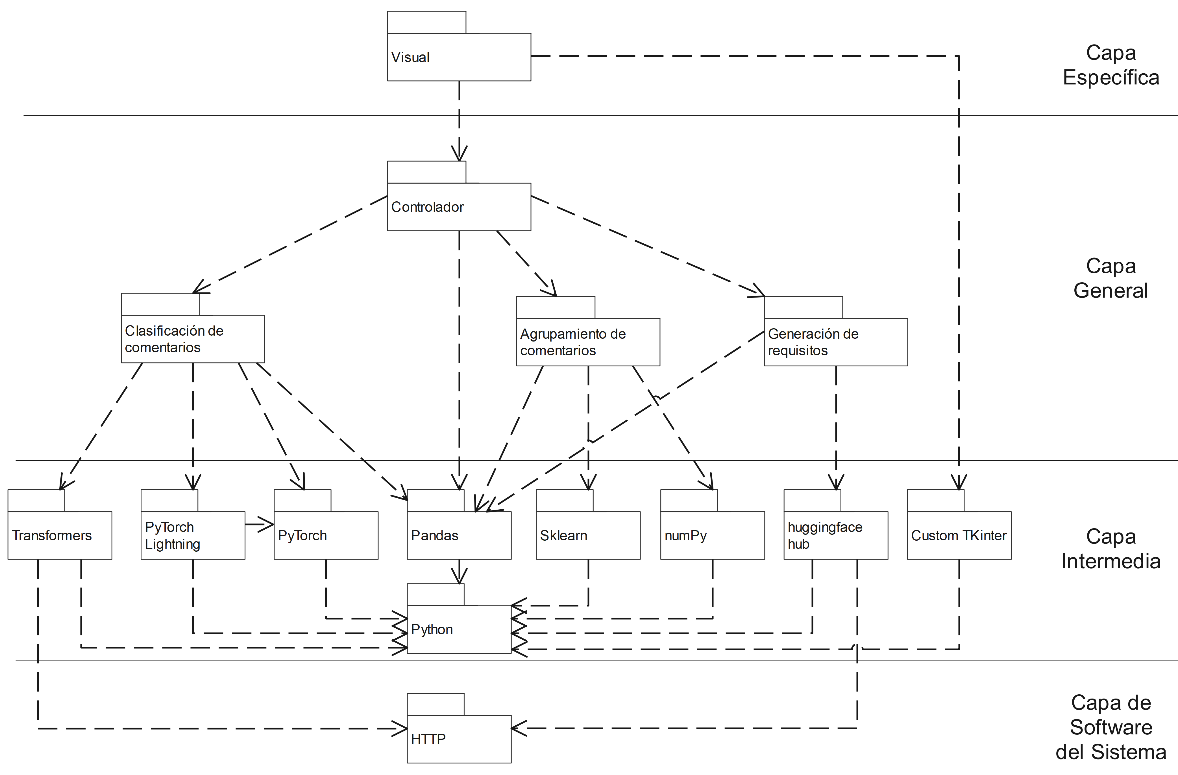 Visual
Capa
Específica
Controlador
Capa
General
Clasificación de
comentarios
Agrupamiento de
comentarios
Generación de
requisitos
Transformers
PyTorch
Lightning
PyTorch
Pandas
Sklearn
numPy
huggingface
hub
Custom TKinter
Capa
Intermedia
Python
HTTP
Capa de
Software
del Sistema